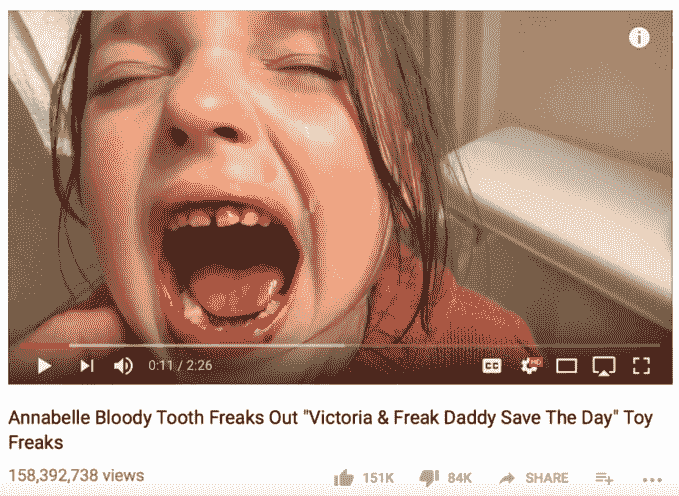 i
0:11 / 2:26
CC
HD
Annabelle Bloody Tooth Freaks Out "Victoria & Freak Daddy Save The Day" Toy
Freaks
158,392,738 views
151K
84K
SHARE